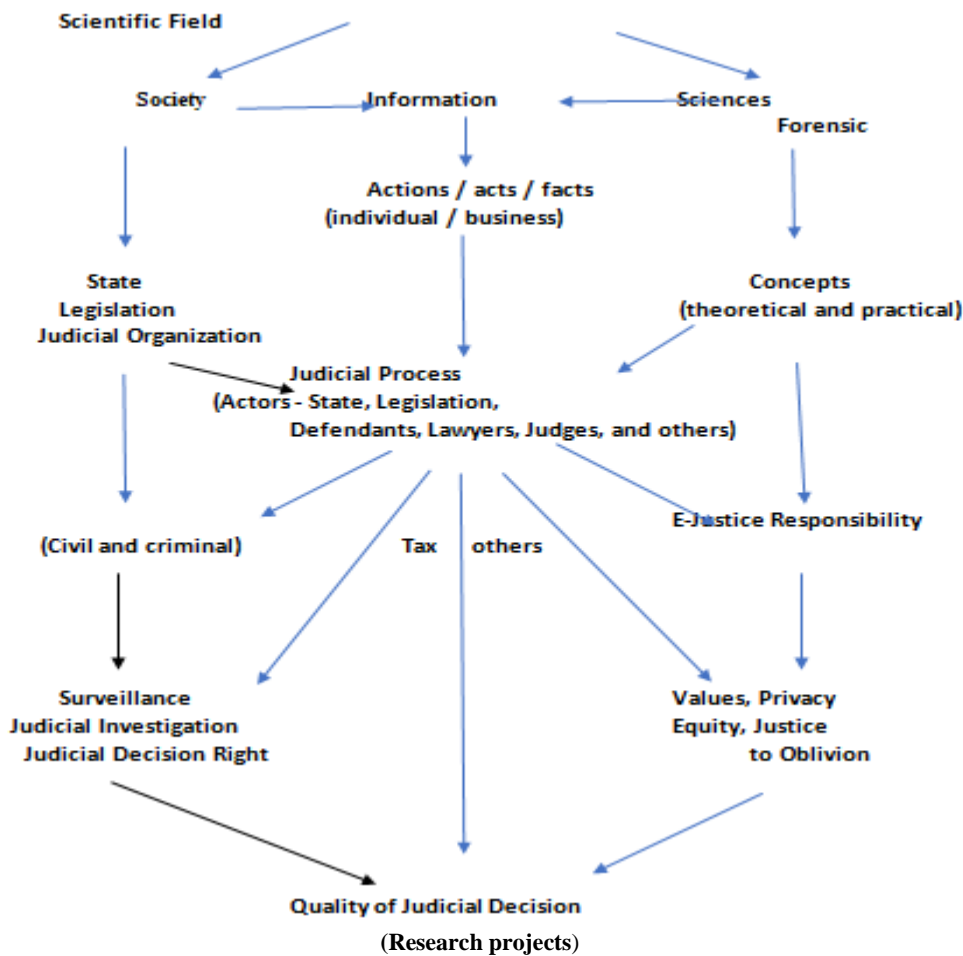 Scientific Field
Society Information Sciences
Forensic
Actions / acts / facts
(individual / business)
State
Legislation
Judicial Organization
Concepts
(theoretical and practical)
Judicial Process
(Actors - State, Legislation,
Defendants, Lawyers, Judges, and others)
(Civil and criminal)
Tax others
E-Justice Responsibility
Surveillance
Judicial Investigation
Judicial Decision Right
Values, Privacy
Equity, Justice
to Oblivion
Quality of Judicial Decision
(Research projects)